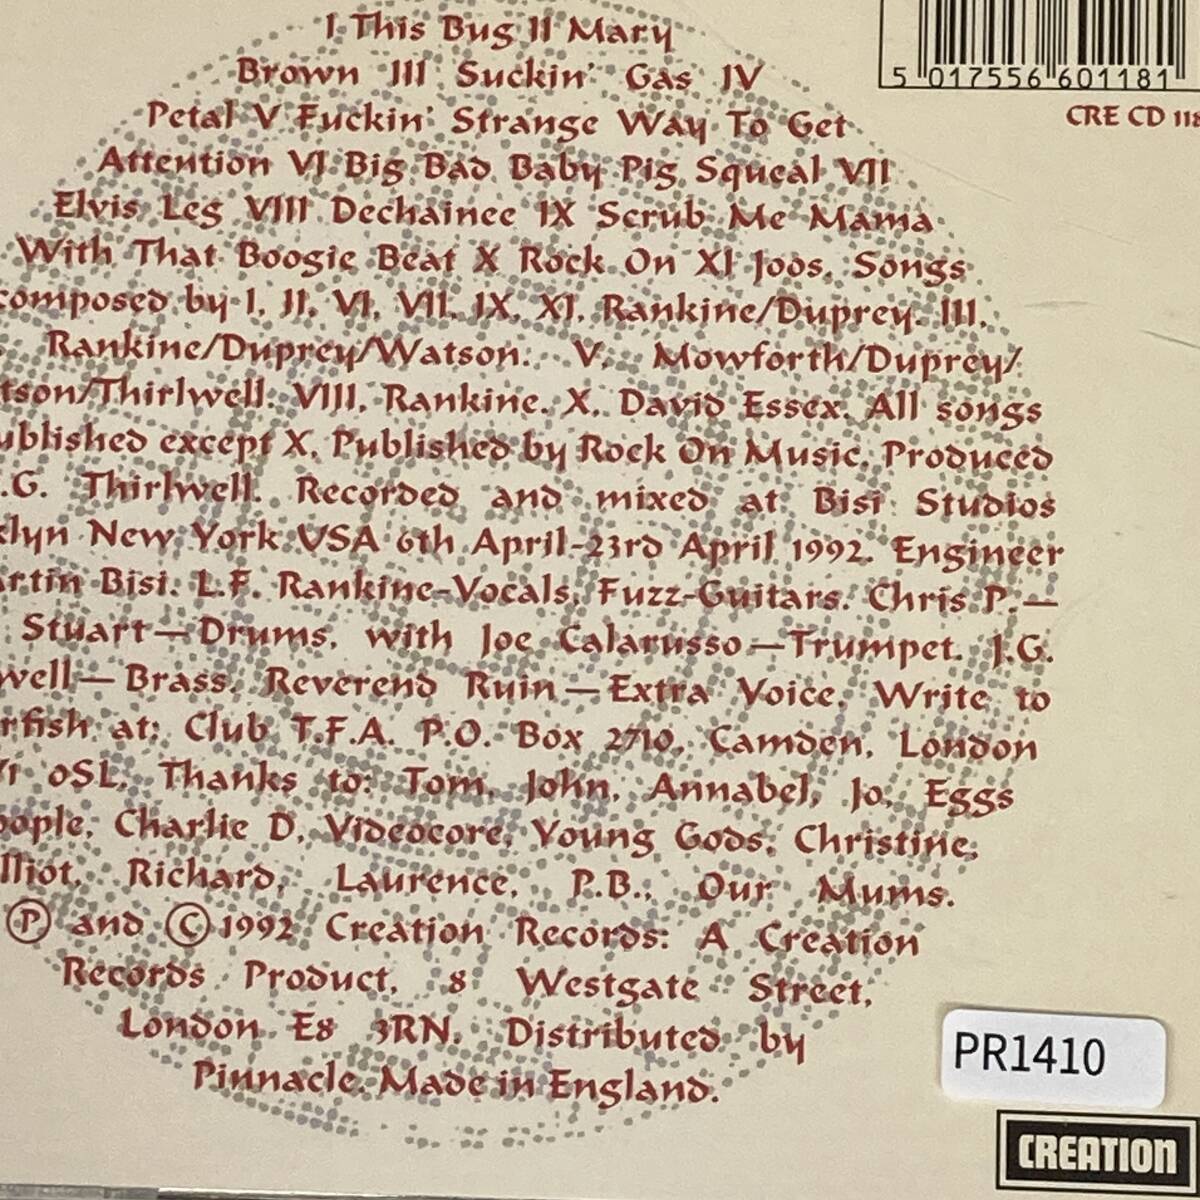 I This Bug II Mary
Brown III Suckin' Gas IV
Petal V Fuckin' Strange Way To Get
Attention VI Big Bad Baby Pig Squeal VII
Elvis Leg VIII Dechainee IX Scrub Me Mama
With That Boogie Beat X Rock On XI Joos. Songs
composed by I, II, VI, VII, IX, XI, Rankine/Duprey. III,
Rankine/Duprey/Watson. V, Mowforth/Duprey/
tson/Thirlwell. VIII, Rankine. X, David Essex. All songs
ublished except X, Published by Rock On Music. Produced
.G. Thirlwell. Recorded and mixed at Bisi Studios
klyn New York USA 6th April-23rd April 1992. Engineer
artin Bisi. L.F. Rankine-Vocals, Fuzz-Guitars. Chris P.—
Stuart—Drums, with Joe Calarusso—Trumpet. J.G.
well—Brass, Reverend Ruin—Extra Voice. Write to
rfish at: Club T.F.A. P.O. Box 2710, Camden, London
0SL. Thanks to: Tom, John, Annabel, Jo, Eggs
Charlie D, Videocore, Young Gods, Christine,
lliot, Richard, Laurence, P.B., Our Mums.
Ⓟ and © 1992 Creation Records. A Creation
Records Product, 8 Westgate Street,
London E8 3RN. Distributed by
Pinnacle. Made in England.
5 017556 601181
CRE CD 118
PR1410
CREATION